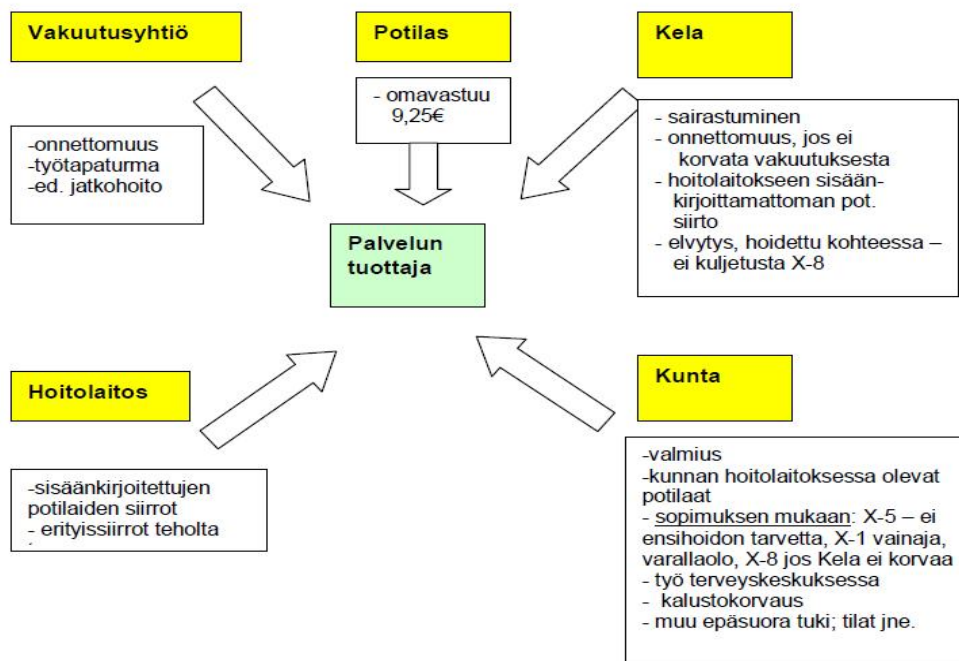 Vakuutusyhtiö
-onnettomuus
-työtapaturma
-ed. jatkohoito
Potilas
- omavastuu
9,25€
Kela
- sairastuminen
- onnettomuus, jos ei
korvata vakuutuksesta
- hoitolaitokseen sisään-
kirjoittamattoman pot.
siirto
- elvytys, hoidettu kohteessa –
ei kuljetusta X-8
Palvelun
tuottaja
Hoitolaitos
-sisäänkirjoitettujen
potilaiden siirrot
- erityissiirrot teholta
Kunta
-valmius
-kunnan hoitolaitoksessa olevat
potilaat
- sopimuksen mukaan: X-5 – ei
ensihoidon tarvetta, X-1 vainaja,
varallaolo, X-8 jos Kela ei korvaa
- työ terveyskeskuksessa
- kalustokorvaus
- muu epäsuora tuki; tilat jne.